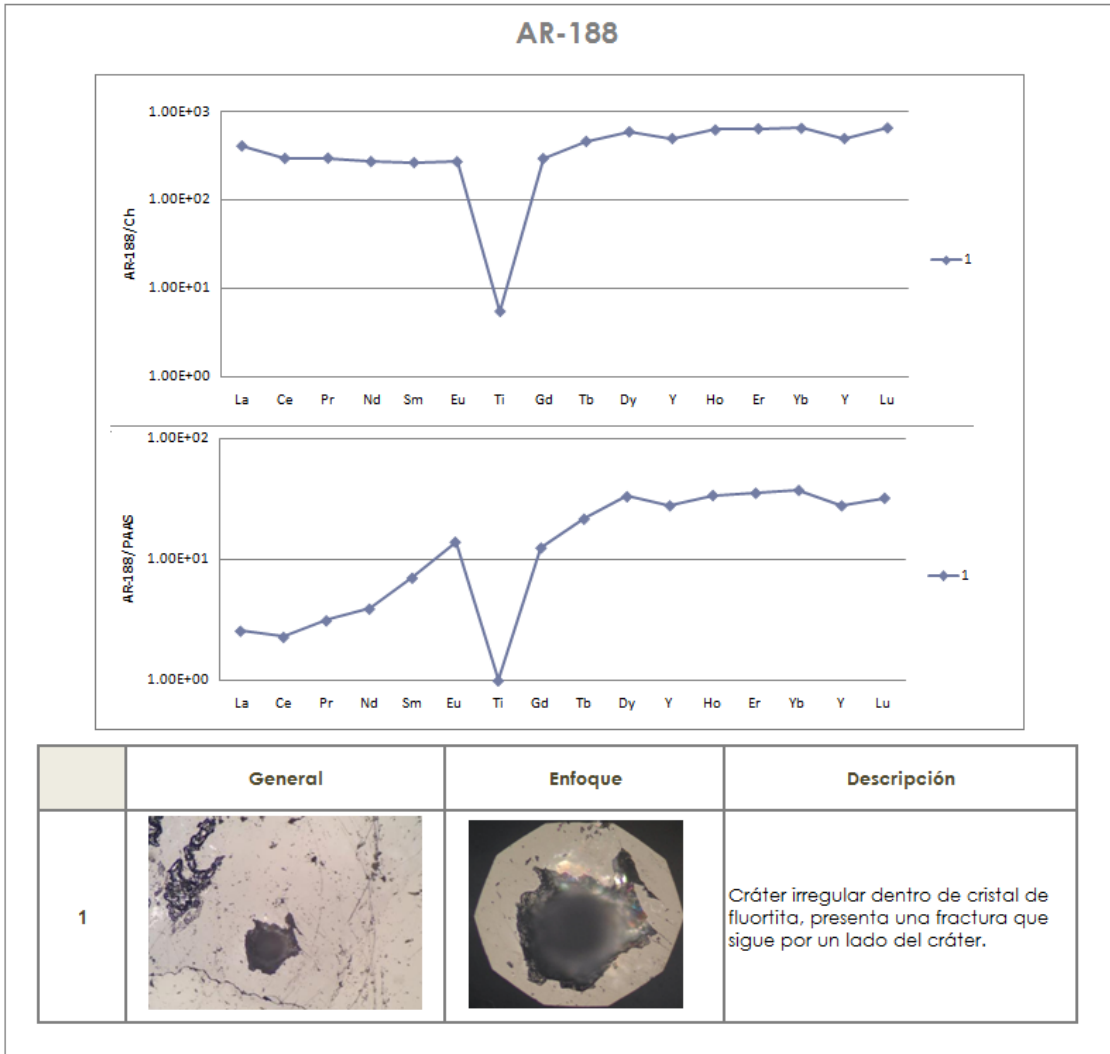 AR-188
1.00E+03
1.00E+02
1.00E+01
1.00E+00
AR-188/Ch
La Ce Pr Nd Sm Eu Ti Gd Tb Dy Y Ho Er Yb Y Lu
1
1.00E+02
1.00E+01
1.00E+00
AR-188/PAAS
La Ce Pr Nd Sm Eu Ti Gd Tb Dy Y Ho Er Yb Y Lu
1
General Enfoque Descripción
1
Cráter irregular dentro de cristal de
fluortita, presenta una fractura que
sigue por un lado del cráter.